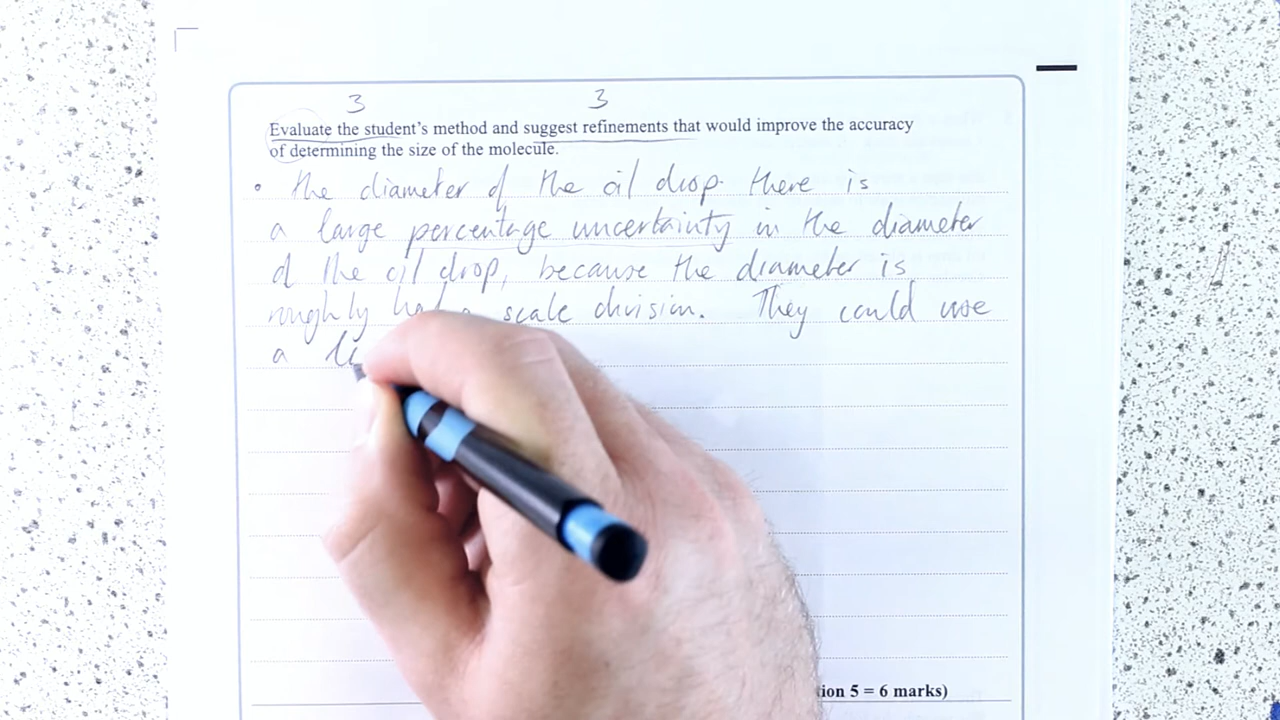 3 3
Evaluate the student's method and suggest refinements that would improve the accuracy
of determining the size of the molecule.
• the diameter of the oil drop. there is
a large percentage uncertainty in the diameter
of the oil drop, because the diameter is
roughly a scale division. They could use
a
ion 5 = 6 marks)